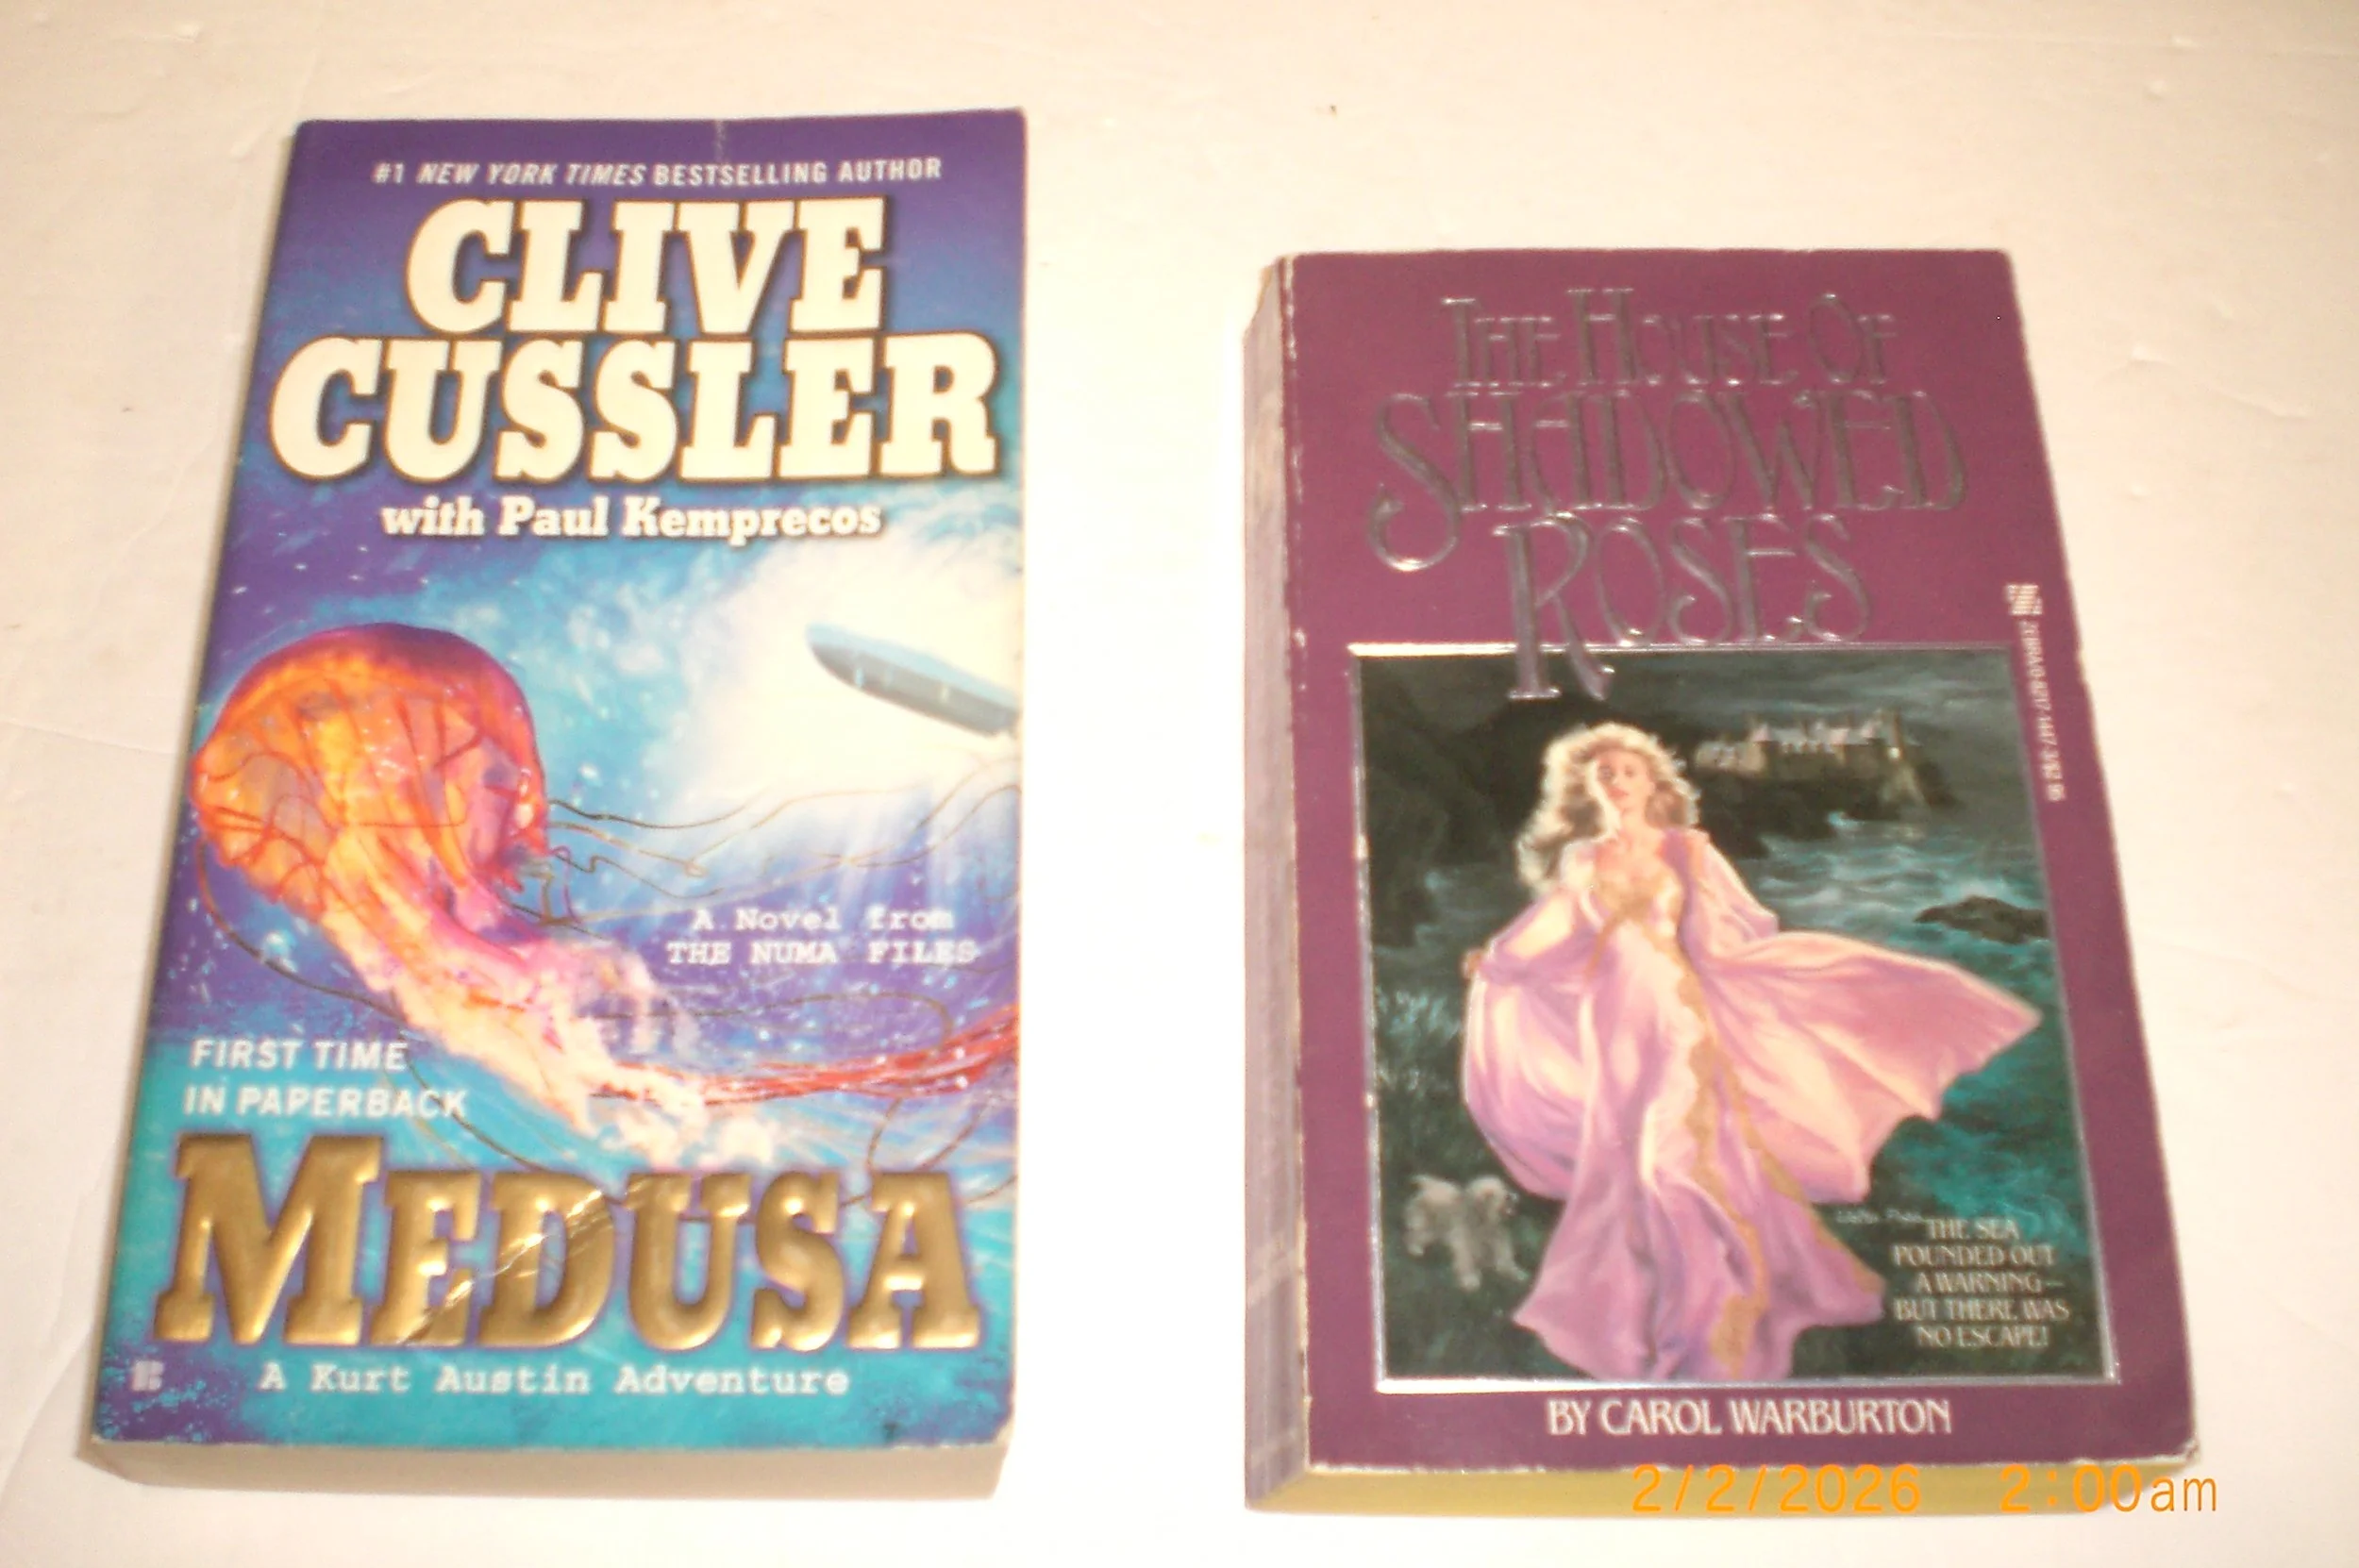 #1 NEW YORK TIMES BESTSELLING AUTHOR
CLIVE
CUSSLER
with Paul Kemprecos
A Novel from
THE NUMA FILES
FIRST TIME
IN PAPERBACK
MEDUSA
A Kurt Austin Adventure
THE HOUSE OF
SHADOWED
ROSES
THE SEA
POUNDED OUT
A WARNING—
BUT THERE WAS
NO ESCAPE!
BY CAROL WARBURTON
2/2/2026 2:00am